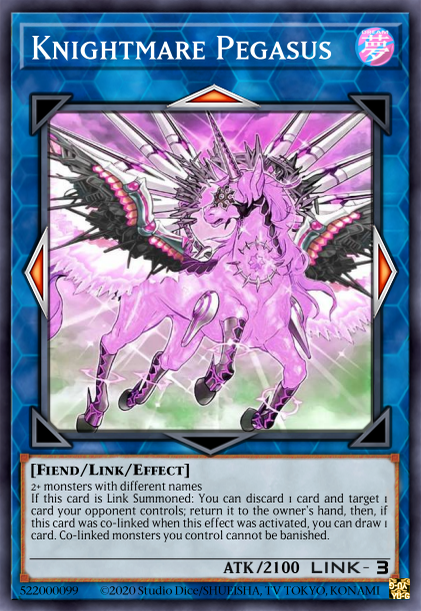 Knightmare Pegasus
DREAM
夢
[Fiend/Link/Effect]
2+ monsters with different names
If this card is Link Summoned: You can discard 1 card and target 1
card your opponent controls; return it to the owner's hand, then, if
this card was co-linked when this effect was activated, you can draw 1
card. Co-linked monsters you control cannot be banished.
ATK/2100 LINK-3
522000099 ©2020 Studio Dice/SHUEISHA, TV TOKYO, KONAMI